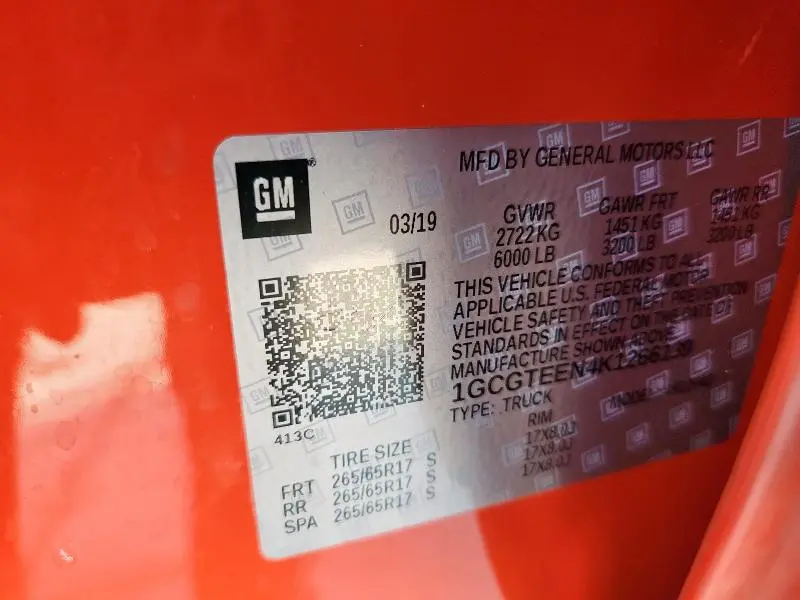 GM
MFD BY GENERAL MOTORS LLC
03/19
GVWR GAWR FRT GAWR RR
2722 KG 1451 KG 1451 KG
6000 LB 3200 LB 3200 LB
THIS VEHICLE CONFORMS TO ALL
APPLICABLE U.S. FEDERAL MOTOR
VEHICLE SAFETY AND THEFT PREVENTION
STANDARDS IN EFFECT ON THE DATE OF
MANUFACTURE SHOWN ABOVE.
1GCGTEEN4K1266139
TYPE: TRUCK MODEL:
413C
TIRE SIZE RIM
FRT 265/65R17 S 17X8.0J
RR 265/65R17 S 17X8.0J
SPA 265/65R17 S 17X8.0J